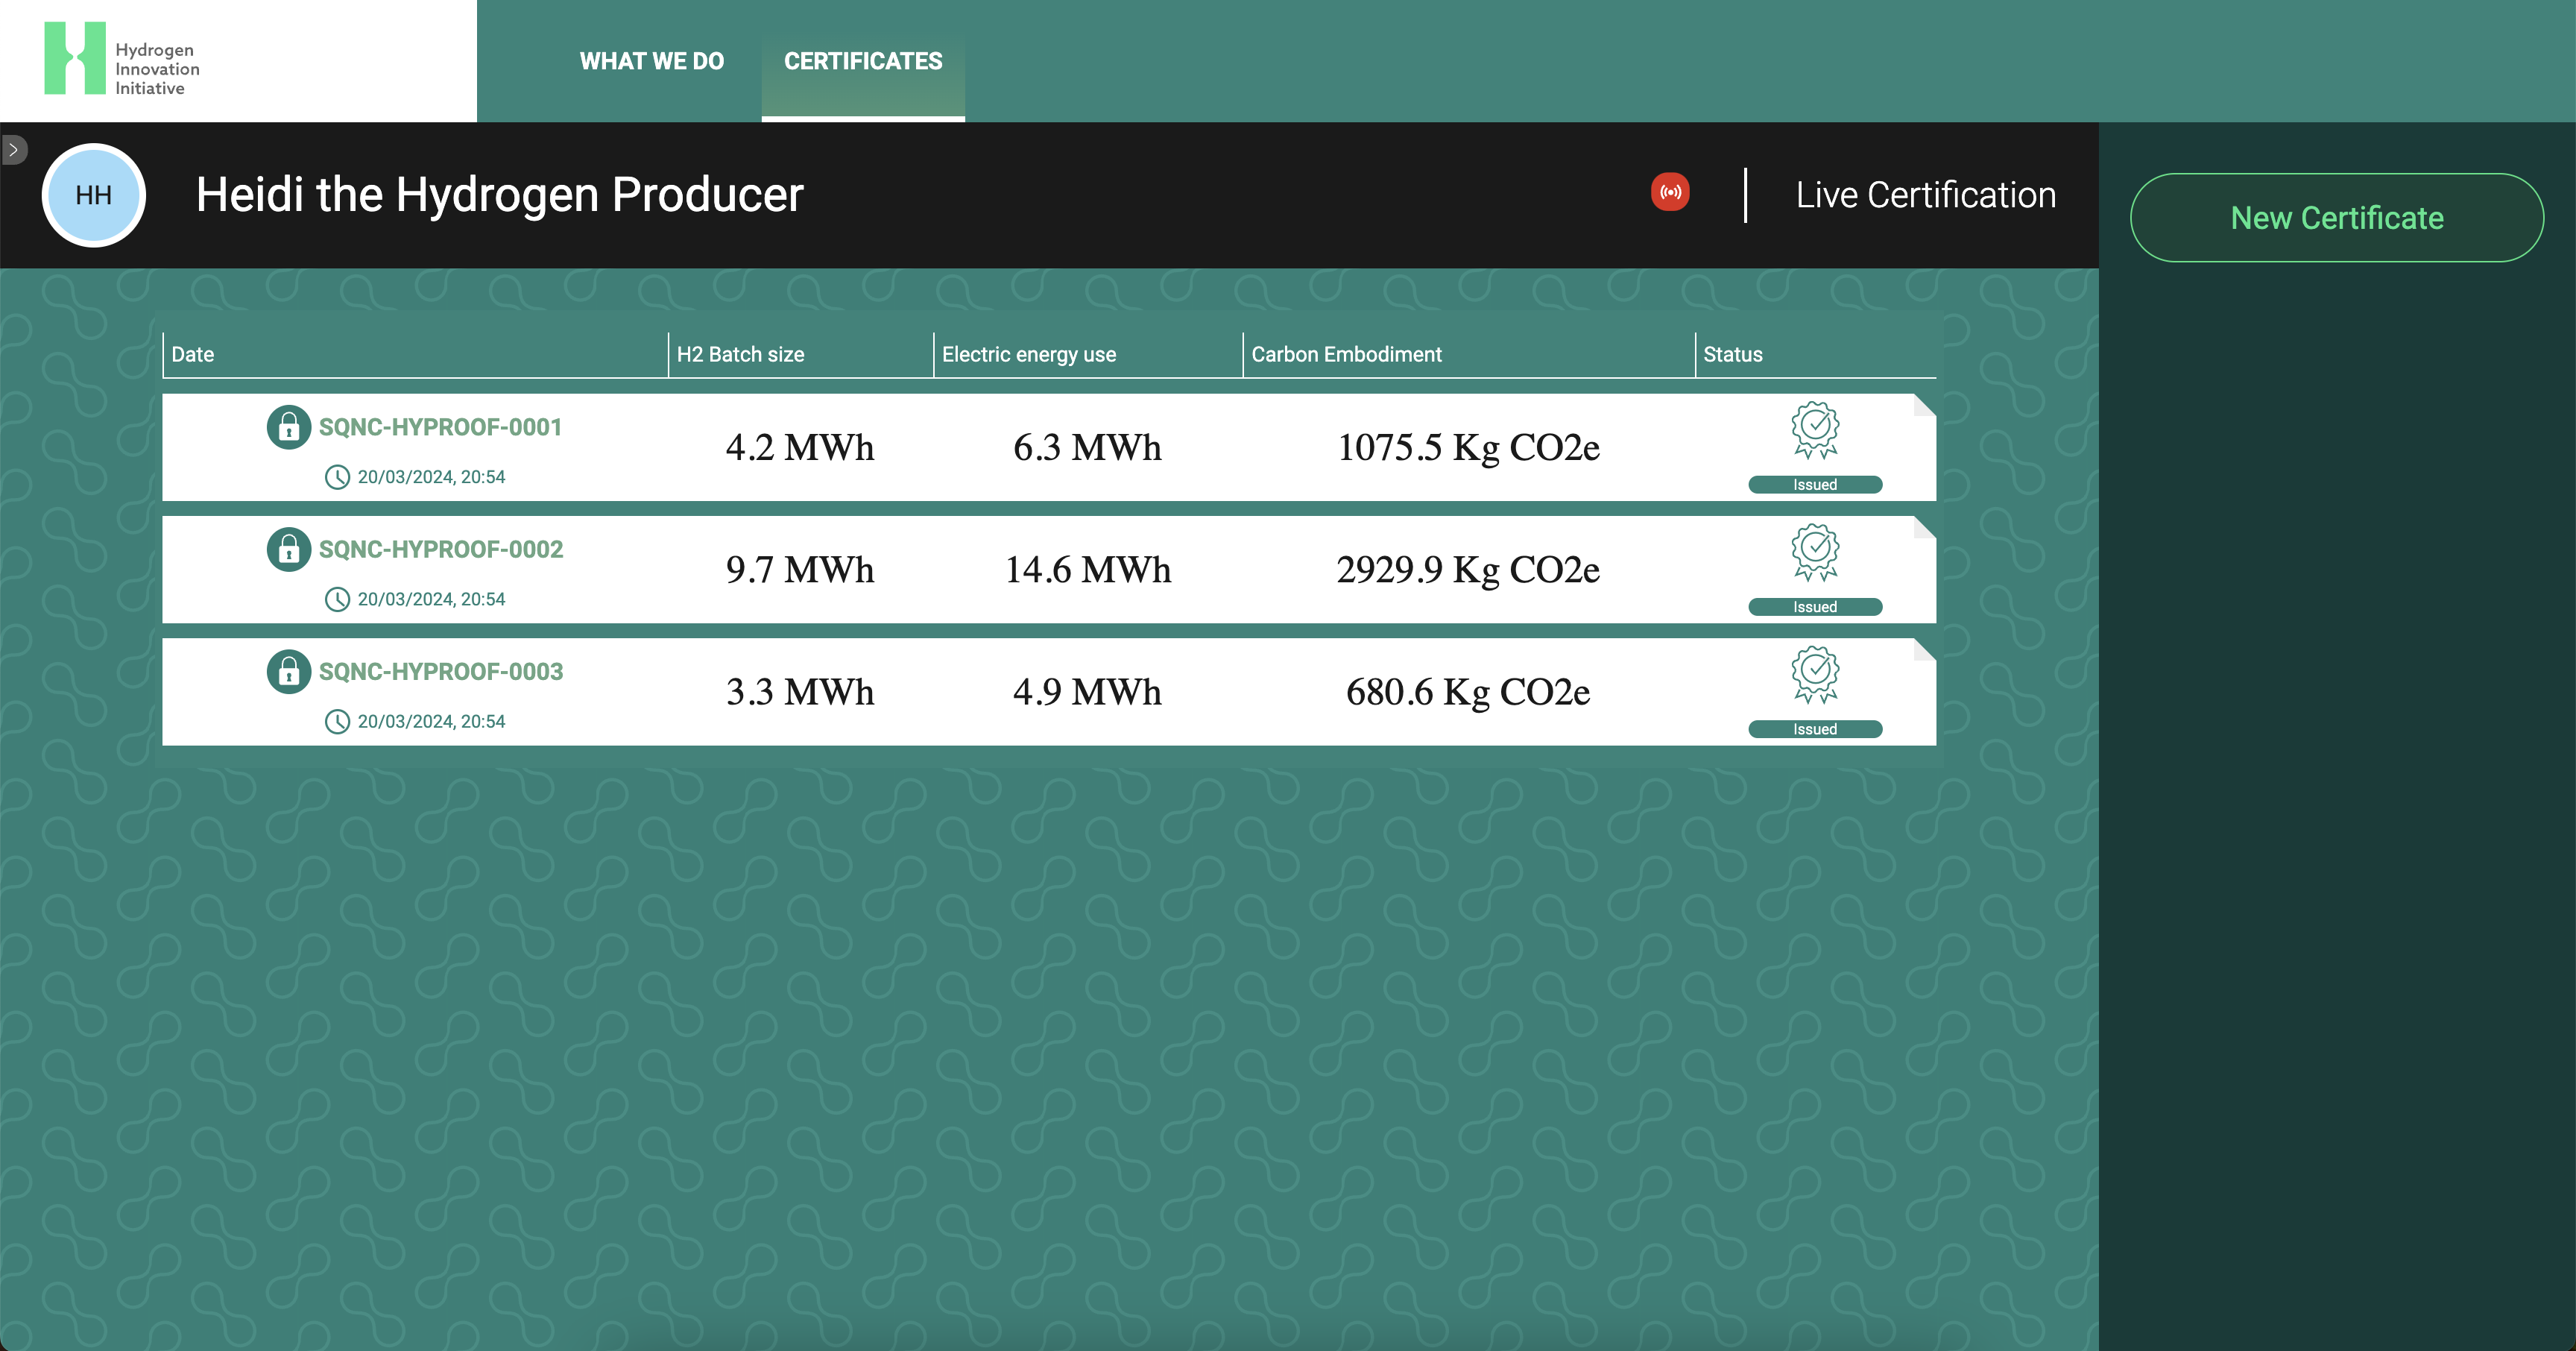 Hydrogen
Innovation
Initiative
WHAT WE DO
CERTIFICATES
HH
Heidi the Hydrogen Producer
Live Certification
New Certificate
Date
H2 Batch size
Electric energy use
Carbon Embodiment
Status
SQNC-HYPROOF-0001
20/03/2024, 20:54
4.2 MWh
6.3 MWh
1075.5 Kg CO2e
Issued
SQNC-HYPROOF-0002
20/03/2024, 20:54
9.7 MWh
14.6 MWh
2929.9 Kg CO2e
Issued
SQNC-HYPROOF-0003
20/03/2024, 20:54
3.3 MWh
4.9 MWh
680.6 Kg CO2e
Issued